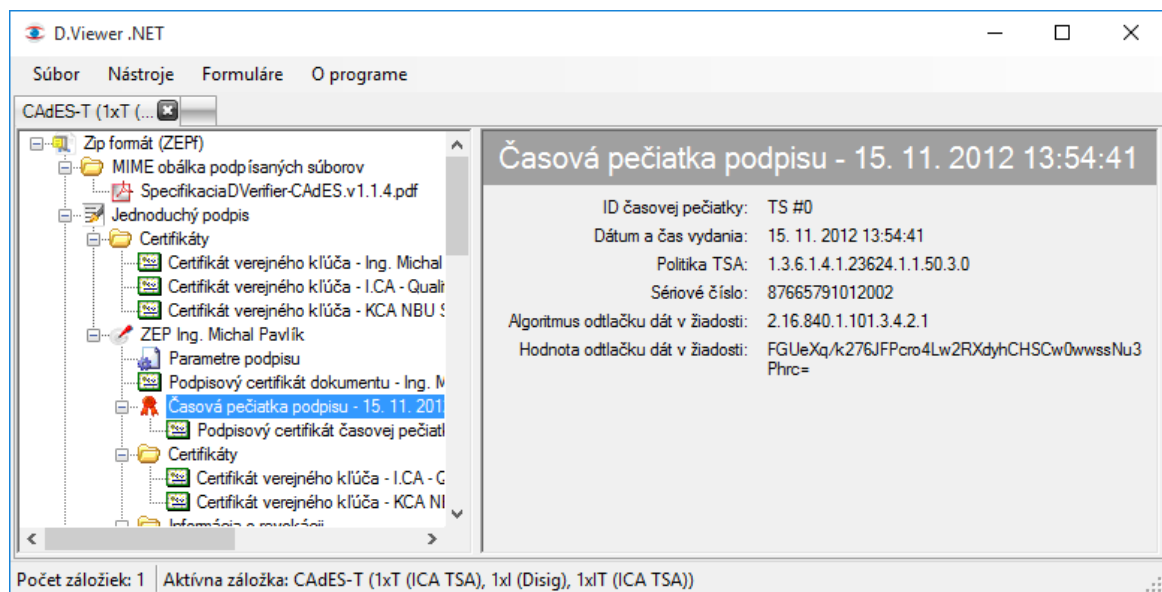 D.Viewer .NET
Súbor Nástroje Formuláre O programe
CAdES-T (1xT (...
Zip formát (ZEPf)
MIME obálka podpísaných súborov
SpecifikaciaDVerifier-CAdES.v1.1.4.pdf
Jednoduchý podpis
Certifikáty
Certifikát verejného kľúča - Ing. Michal
Certifikát verejného kľúča - I.CA - Quali
Certifikát verejného kľúča - KCA NBU S
ZEP Ing. Michal Pavlík
Parametre podpisu
Podpisový certifikát dokumentu - Ing. M
Časová pečiatka podpisu - 15. 11. 201
Podpisový certifikát časovej pečiatk
Certifikáty
Certifikát verejného kľúča - I.CA - Q
Certifikát verejného kľúča - KCA NI
Informácia o revokácii
Časová pečiatka podpisu - 15. 11. 2012 13:54:41
ID časovej pečiatky: TS #0
Dátum a čas vydania: 15. 11. 2012 13:54:41
Politika TSA: 1.3.6.1.4.1.23624.1.1.50.3.0
Sériové číslo: 87665791012002
Algoritmus odtlačku dát v žiadosti: 2.16.840.1.101.3.4.2.1
Hodnota odtlačku dát v žiadosti: FGUeXq/k276JFPcro4Lw2RXdyhCHSCw0wwssNu3
Phrc=
Počet záložiek: 1 Aktívna záložka: CAdES-T (1xT (ICA TSA), 1xI (Disig), 1xIT (ICA TSA))